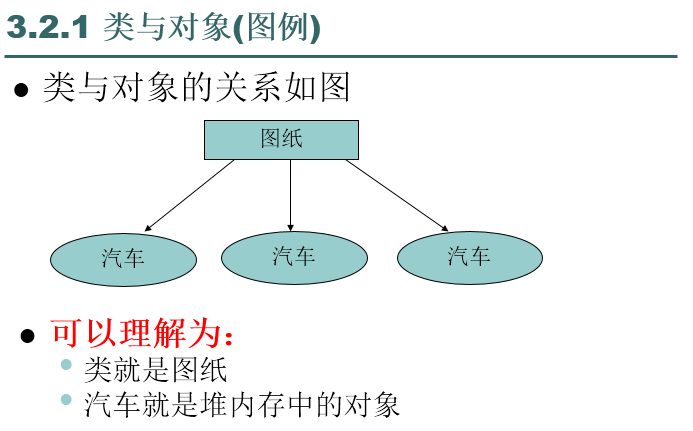 3.2.1 类与对象(图例)
类与对象的关系如图
图纸
汽车 汽车 汽车
可以理解为：
类就是图纸
汽车就是堆内存中的对象